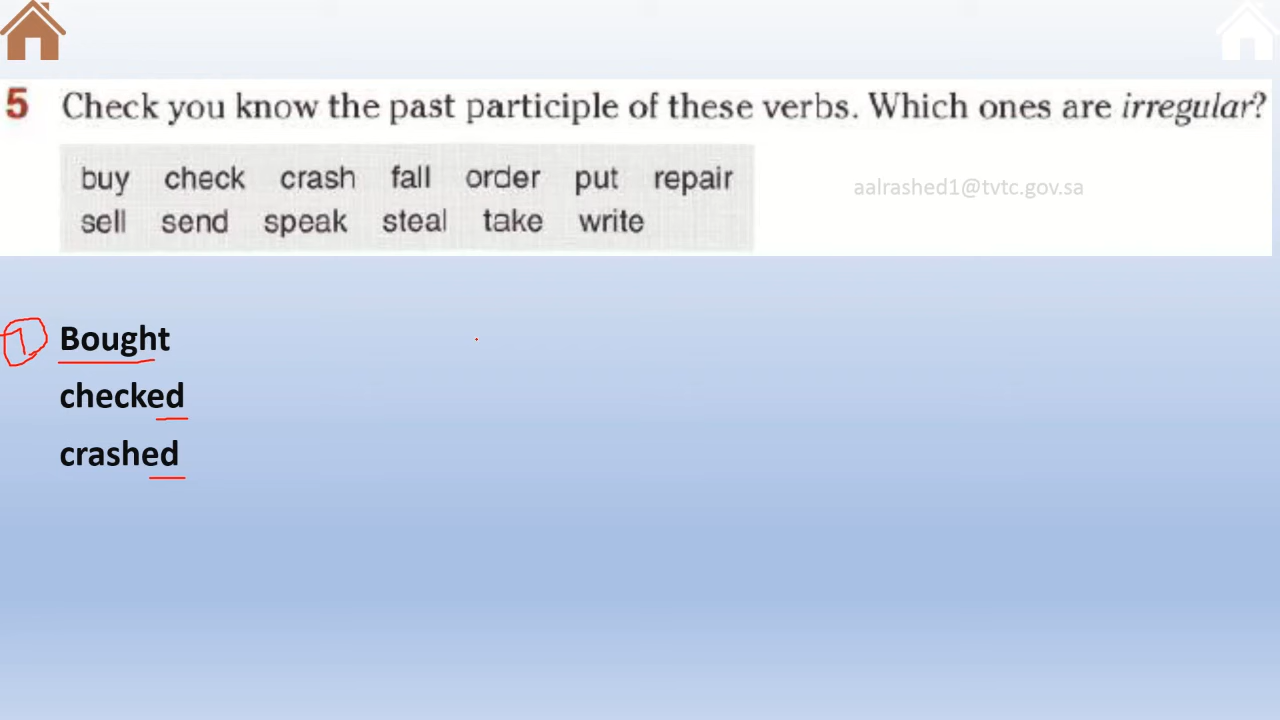 5 Check you know the past participle of these verbs. Which ones are irregular?
buy check crash fall order put repair
sell send speak steal take write
aalrashed1@tvtc.gov.sa
Bought
checked
crashed